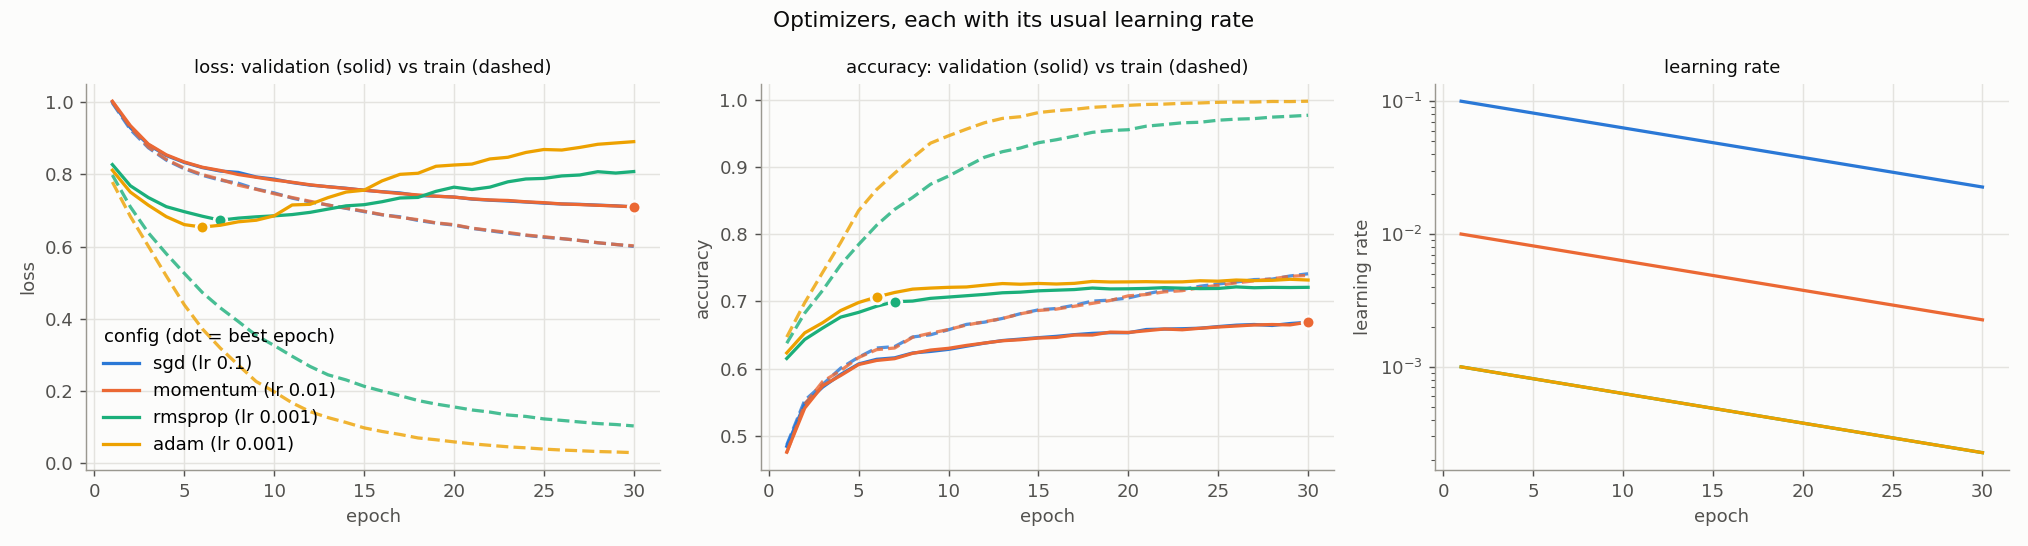 Optimizers, each with its usual learning rate
loss: validation (solid) vs train (dashed)
1.0
0.8
0.6
0.4
0.2
0.0
loss
config (dot = best epoch)
sgd (lr 0.1)
momentum (lr 0.01)
rmsprop (lr 0.001)
adam (lr 0.001)
0 5 10 15 20 25 30
epoch
accuracy: validation (solid) vs train (dashed)
1.0
0.9
0.8
0.7
0.6
0.5
accuracy
0 5 10 15 20 25 30
epoch
learning rate
10⁻¹
10⁻²
10⁻³
learning rate
0 5 10 15 20 25 30
epoch